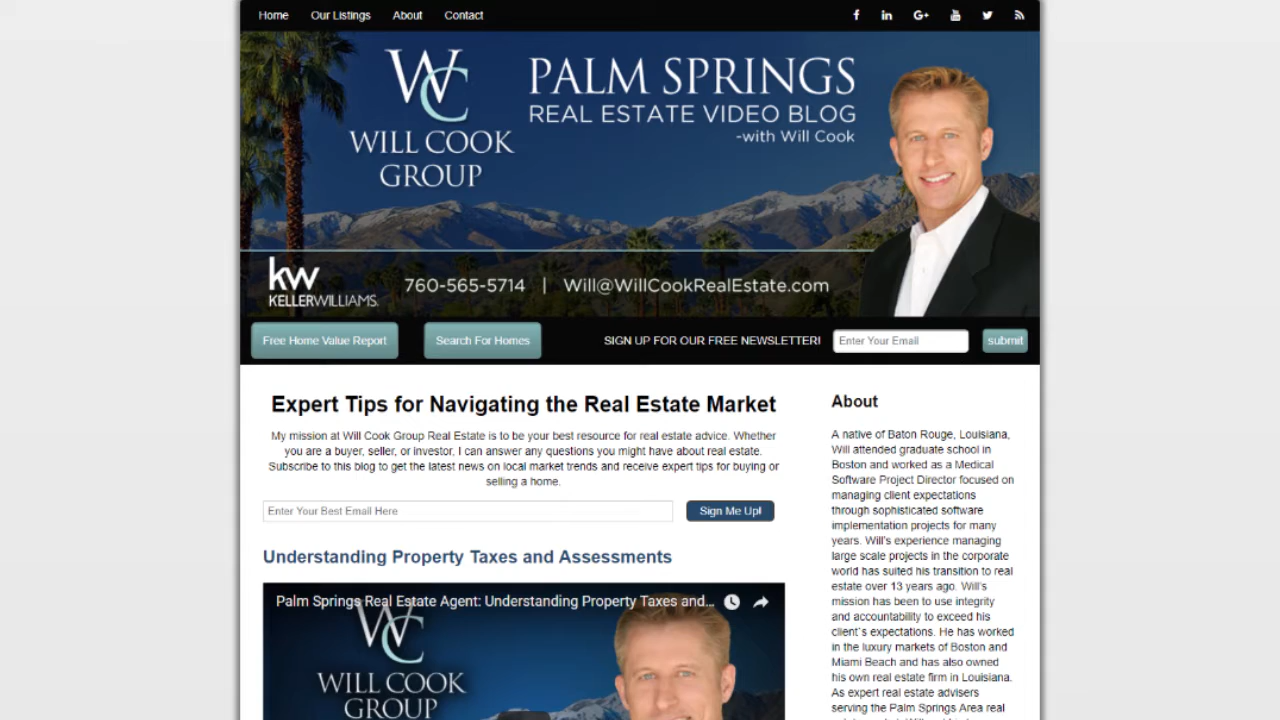 Home Our Listings About Contact
WC
WILL COOK
GROUP
PALM SPRINGS
REAL ESTATE VIDEO BLOG
-with Will Cook
kw
KELLERWILLIAMS.
760-565-5714 | Will@WillCookRealEstate.com
Free Home Value Report
Search For Homes
SIGN UP FOR OUR FREE NEWSLETTER!
Enter Your Email
submit
Expert Tips for Navigating the Real Estate Market
My mission at Will Cook Group Real Estate is to be your best resource for real estate advice. Whether
you are a buyer, seller, or investor, I can answer any questions you might have about real estate.
Subscribe to this blog to get the latest news on local market trends and receive expert tips for buying or
selling a home.
Enter Your Best Email Here
Sign Me Up!
Understanding Property Taxes and Assessments
Palm Springs Real Estate Agent: Understanding Property Taxes and...
WC
WILL COOK
GROUP
About
A native of Baton Rouge, Louisiana,
Will attended graduate school in
Boston and worked as a Medical
Software Project Director focused on
managing client expectations
through sophisticated software
implementation projects for many
years. Will's experience managing
large scale projects in the corporate
world has suited his transition to real
estate over 13 years ago. Will's
mission has been to use integrity
and accountability to exceed his
client's expectations. He has worked
in the luxury markets of Boston and
Miami Beach and has also owned
his own real estate firm in Louisiana.
As expert real estate advisers
serving the Palm Springs Area real